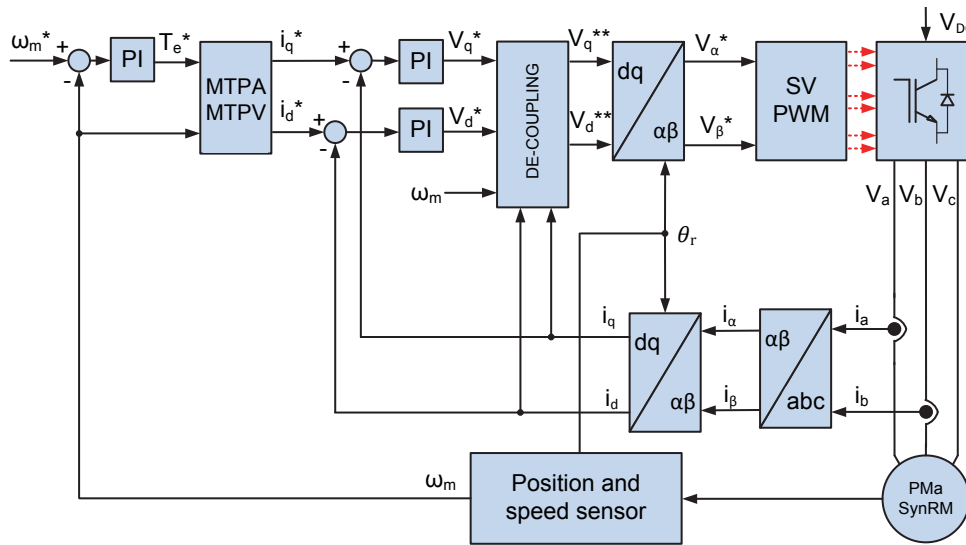 ωm*
+
-
PI
Te*
MTPA
MTPV
iq*
id*
+
-
+
-
PI
PI
Vq*
Vd*
ωm
DE-COUPLING
Vq**
Vd**
dq
αβ
Vα*
Vβ*
SV
PWM
Va
Vb
Vc
θr
iq
id
dq
αβ
iα
iβ
αβ
abc
ia
ib
ωm
Position and
speed sensor
PMa
SynRM